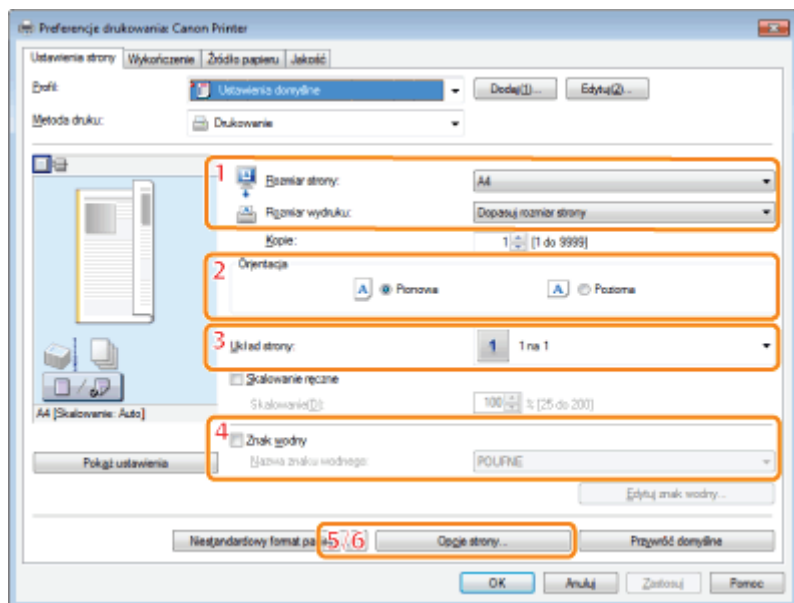 Preferencje drukowania: Canon Printer
Ustawienia strony Wykończenie Źródło papieru Jakość
Profil: Ustawienia domyślne Dodaj(1)... Edytuj(2)...
Metoda druku: Drukowanie
1 Rozmiar strony: A4
Rozmiar wydruku: Dopasuj rozmiar strony
Kopie: 1 [1 do 9999]
2 Orientacja
A Pionowa A Pozioma
3 Układ strony: 1 1 na 1
Skalowanie ręczne
Skalowanie(D): 100 % [25 do 200]
A4 [Skalowanie: Auto]
4 Znak wodny
Pokaż ustawienia Nazwa znaku wodnego: POUFNE
Edytuj znak wodny...
Niestandardowy format 5 6 Opcje strony... Przywróć domyślne
OK Anuluj Zastosuj Pomoc